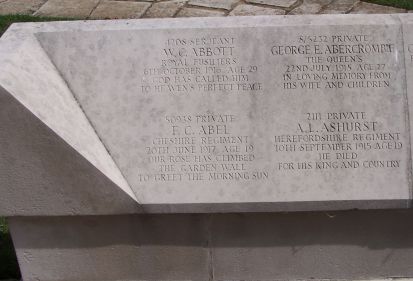 4708 SERJEANT
W. C. ABBOTT
ROYAL FUSILIERS
6TH OCTOBER 1916 AGE 29
GOD HAS CALLED HIM
TO HEAVEN'S PERFECT PEACE
S/5232 PRIVATE
GEORGE E. ABERCROMBIE
THE QUEEN'S
22ND JULY 1915 AGE 27
IN LOVING MEMORY FROM
HIS WIFE AND CHILDREN
50938 PRIVATE
F. C. ABEL
CHESHIRE REGIMENT
20TH JUNE 1917 AGE 19
OUR ROSE HAS CLIMBED
THE GARDEN WALL
TO GREET THE MORNING SUN
2111 PRIVATE
A. L. ASHURST
HEREFORDSHIRE REGIMENT
10TH SEPTEMBER 1915 AGE 19
HE DIED
FOR HIS KING AND COUNTRY